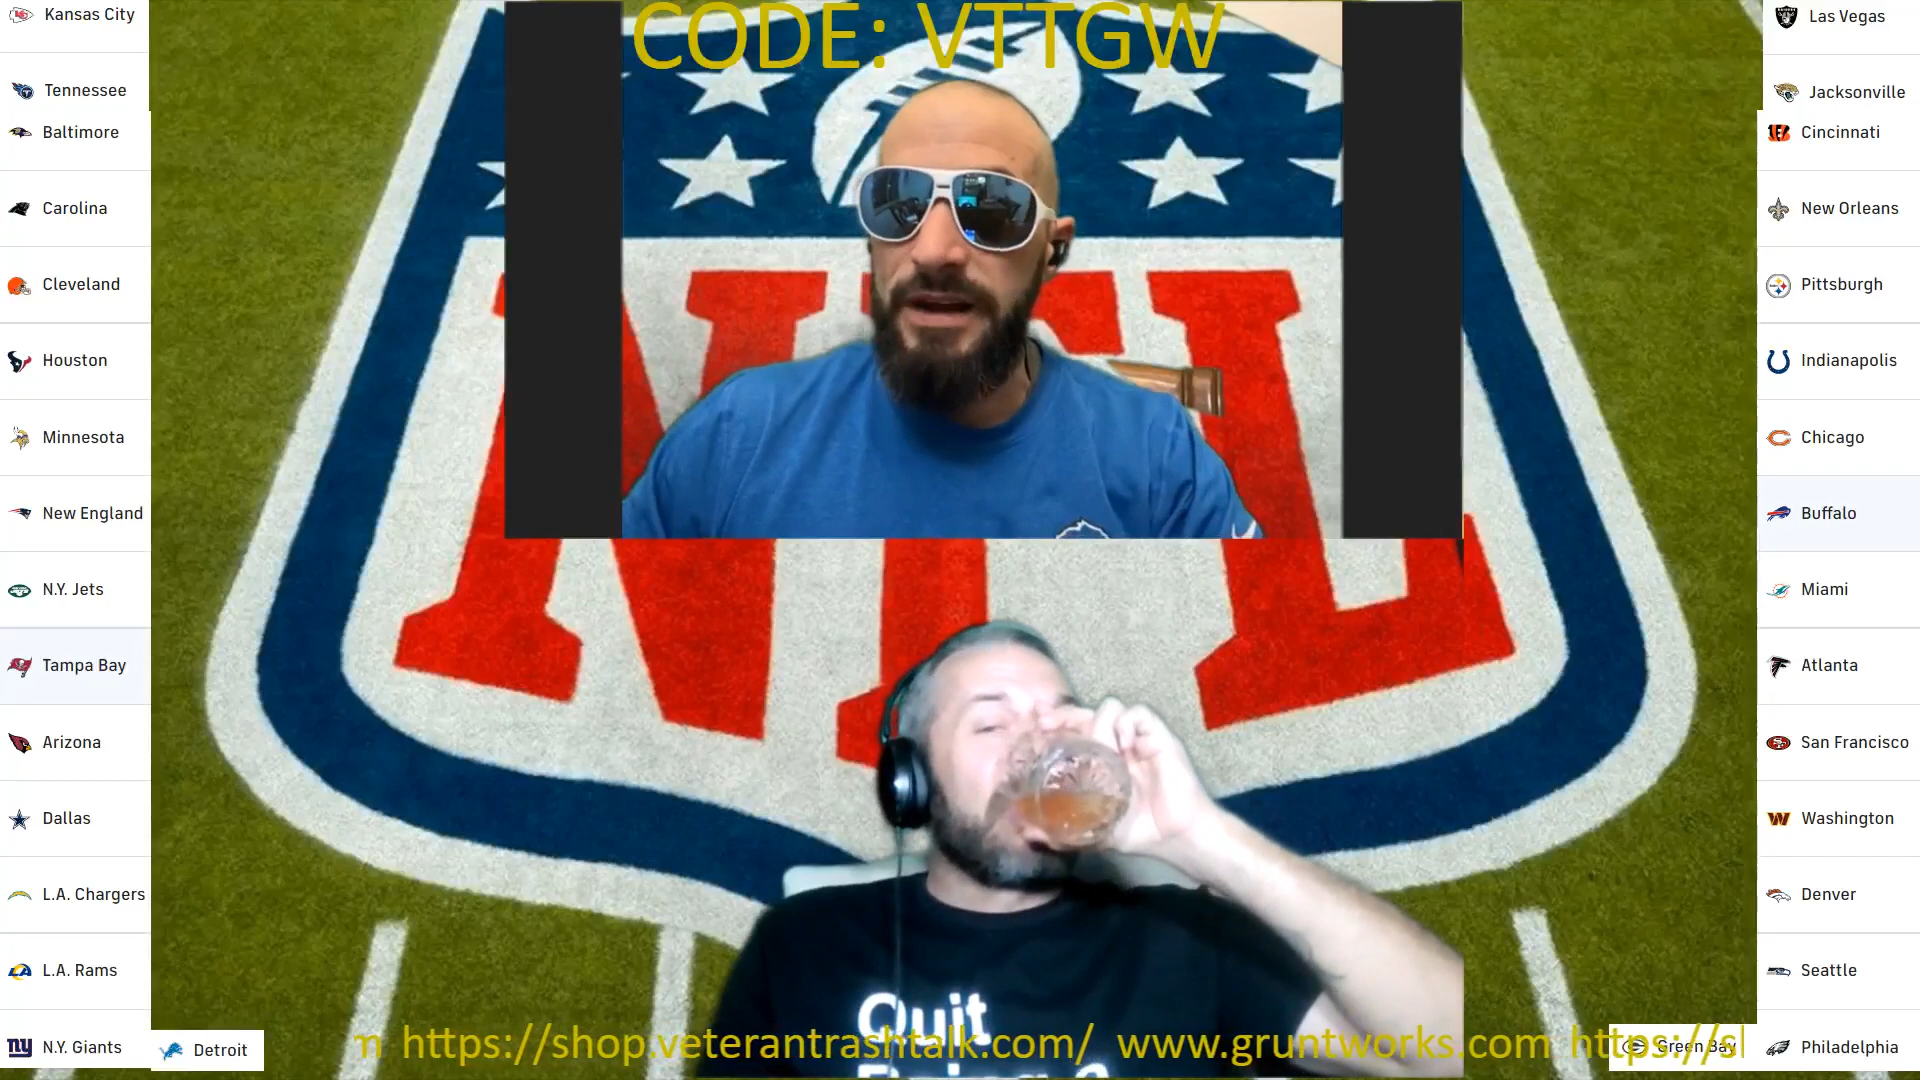 CODE: VTTGW
Kansas City
Tennessee
Baltimore
Carolina
Cleveland
Houston
Minnesota
New England
N.Y. Jets
Tampa Bay
Arizona
Dallas
L.A. Chargers
L.A. Rams
N.Y. Giants
Detroit
Las Vegas
Jacksonville
Cincinnati
New Orleans
Pittsburgh
Indianapolis
Chicago
Buffalo
Miami
Atlanta
San Francisco
Washington
Denver
Seattle
Philadelphia
Green Bay
NFL
Quit
m https://shop.veterantrashtalk.com/ www.gruntworks.com https://s